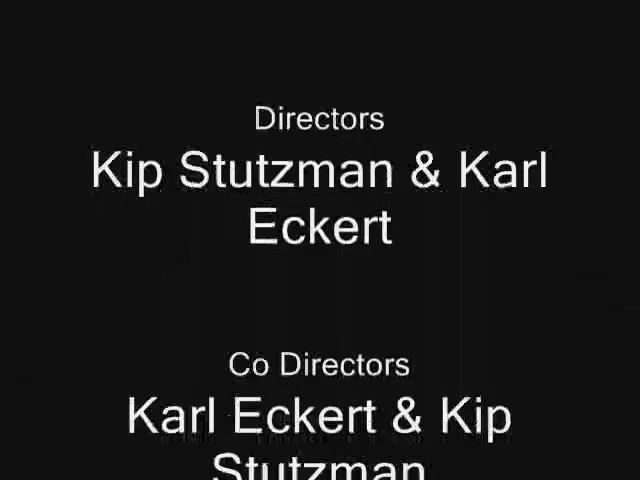 Directors
Kip Stutzman & Karl
Eckert
Co Directors
Karl Eckert & Kip
Stutzman